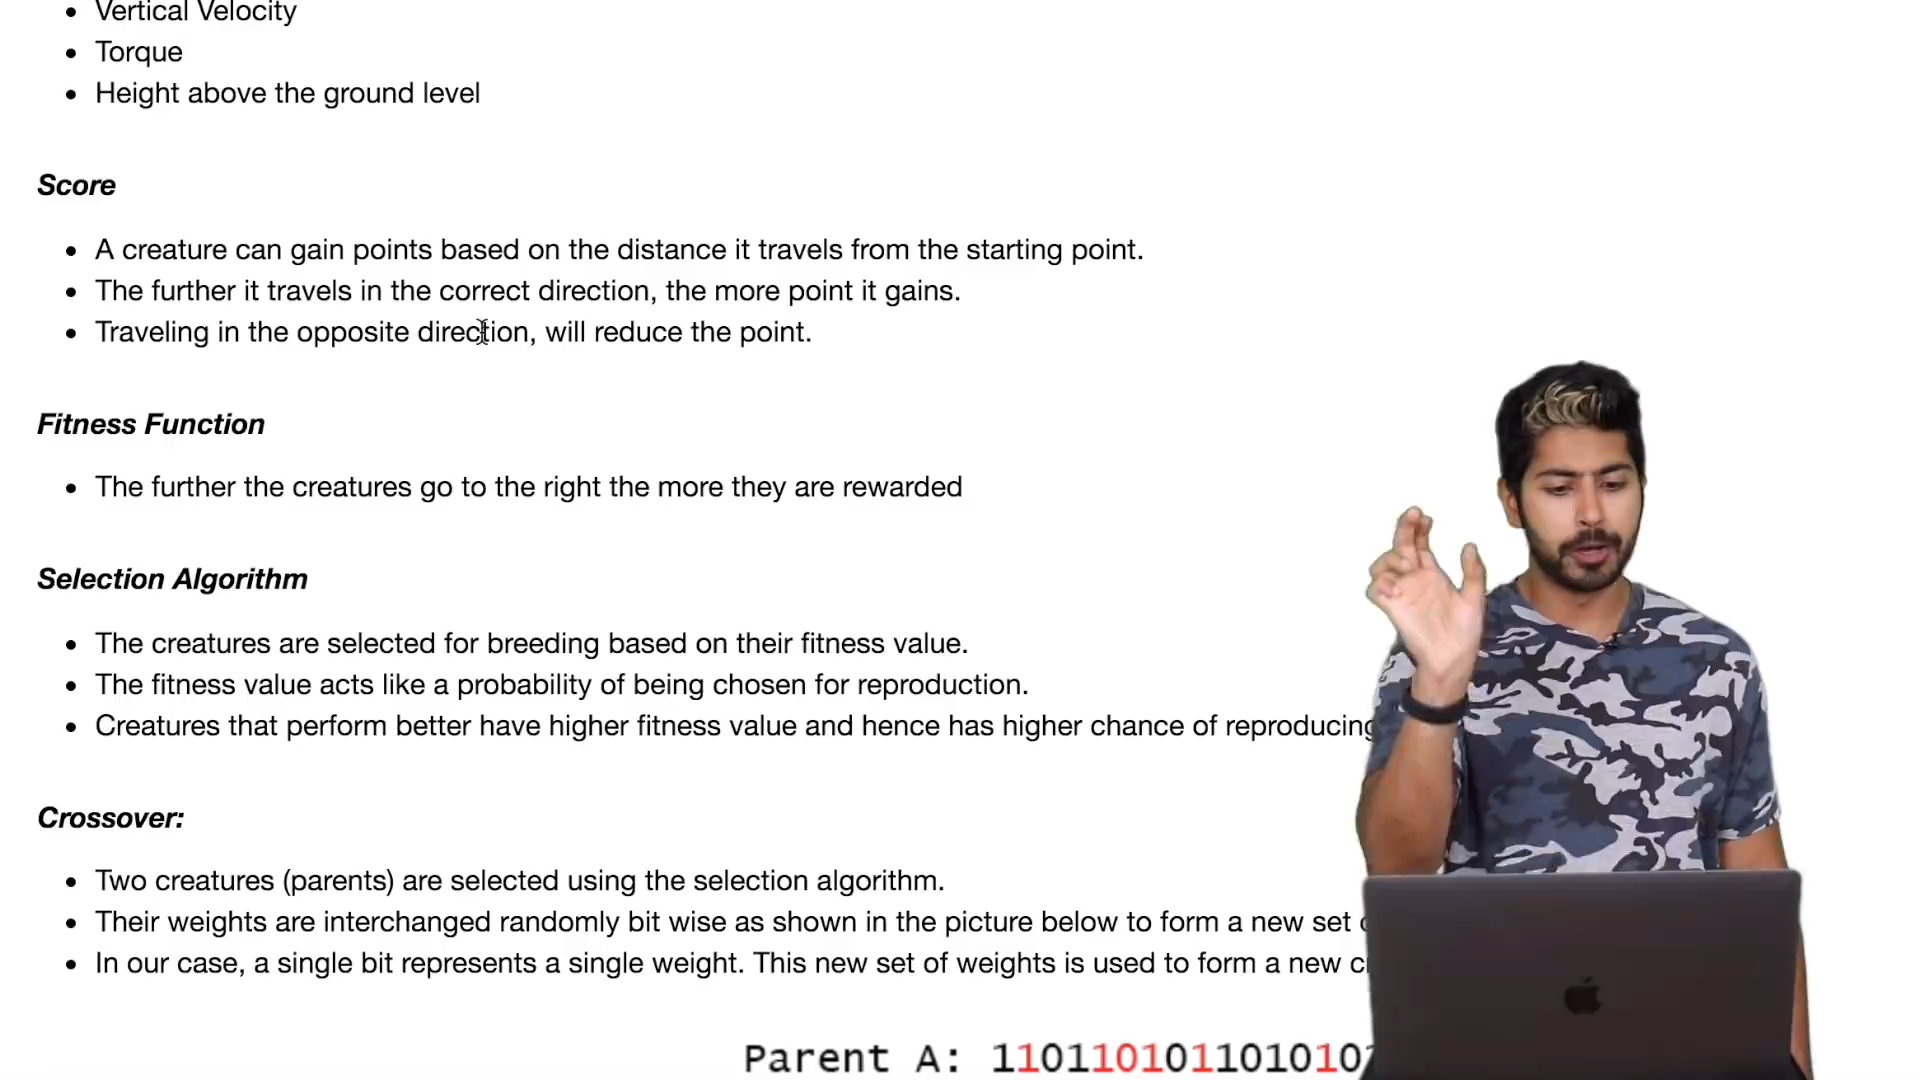 Vertical Velocity
Torque
Height above the ground level
Score
A creature can gain points based on the distance it travels from the starting point.
The further it travels in the correct direction, the more point it gains.
Traveling in the opposite direction, will reduce the point.
Fitness Function
The further the creatures go to the right the more they are rewarded
Selection Algorithm
The creatures are selected for breeding based on their fitness value.
The fitness value acts like a probability of being chosen for reproduction.
Creatures that perform better have higher fitness value and hence has higher chance of reproducing
Crossover:
Two creatures (parents) are selected using the selection algorithm.
Their weights are interchanged randomly bit wise as shown in the picture below to form a new set
In our case, a single bit represents a single weight. This new set of weights is used to form a new
Parent A: 11011010110101010